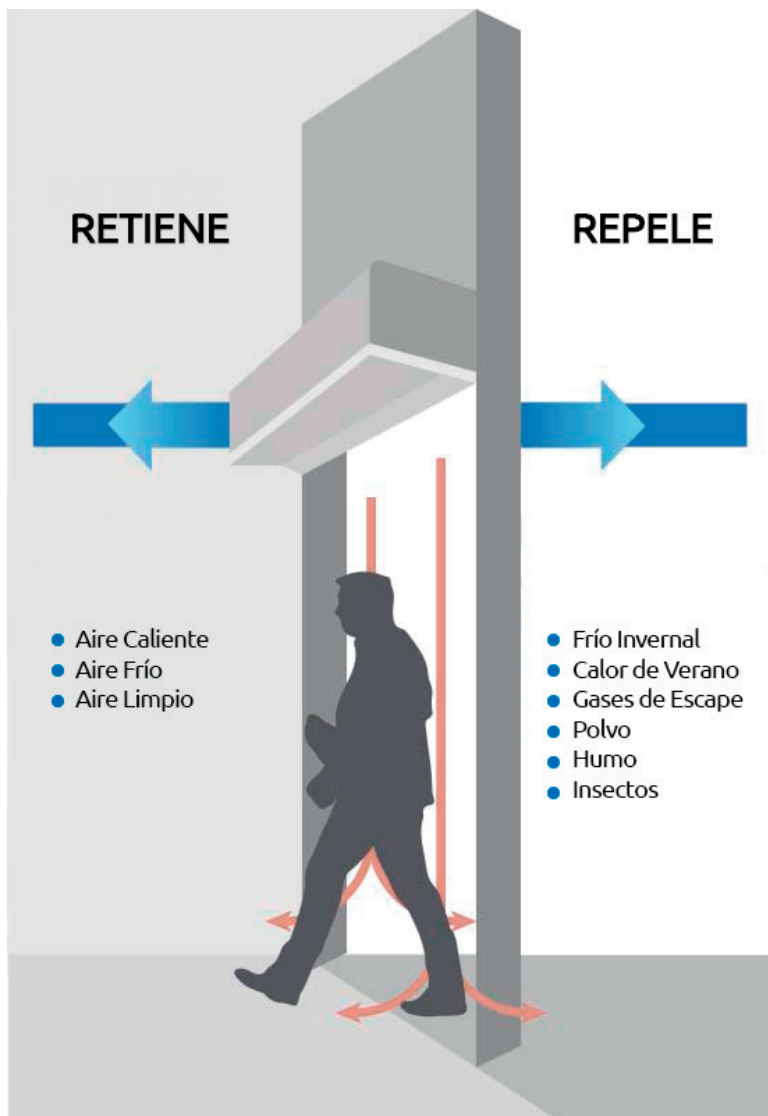 RETIENE
REPELE
Aire Caliente
Aire Frío
Aire Limpio
Frío Invernal
Calor de Verano
Gases de Escape
Polvo
Humo
Insectos